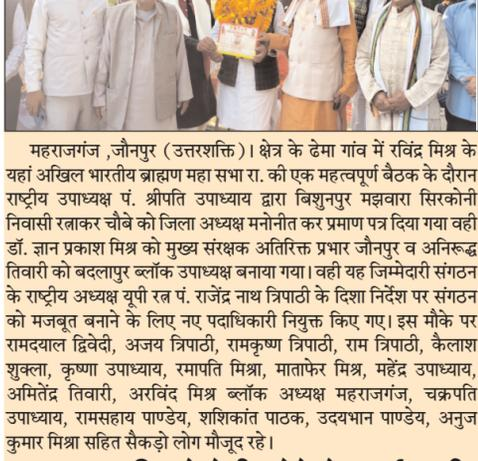 महराजगंज ,जौनपुर (उत्तरशक्ति)। क्षेत्र के ढेमा गांव में रविंद्र मिश्र के
यहां अखिल भारतीय ब्राह्मण महा सभा रा. की एक महत्वपूर्ण बैठक के दौरान
राष्ट्रीय उपाध्यक्ष पं. श्रीपति उपाध्याय द्वारा बिशुनपुर मझवारा सिरकोनी
निवासी रत्नाकर चौबे को जिला अध्यक्ष मनोनीत कर प्रमाण पत्र दिया गया वही
डॉ. ज्ञान प्रकाश मिश्र को मुख्य संरक्षक अतिरिक्त प्रभार जौनपुर व अनिरूद्ध
तिवारी को बदलापुर ब्लॉक उपाध्यक्ष बनाया गया। वही यह जिम्मेदारी संगठन
के राष्ट्रीय अध्यक्ष यूपी रत्न पं. राजेंद्र नाथ त्रिपाठी के दिशा निर्देश पर संगठन
को मजबूत बनाने के लिए नए पदाधिकारी नियुक्त किए गए। इस मौके पर
रामदयाल द्विवेदी, अजय त्रिपाठी, रामकृष्ण त्रिपाठी, राम त्रिपाठी, कैलाश
शुक्ला, कृष्णा उपाध्याय, रमापति मिश्रा, माताफेर मिश्र, महेंद्र उपाध्याय,
अमितेंद्र तिवारी, अरविंद मिश्र ब्लॉक अध्यक्ष महराजगंज, चक्रपति
उपाध्याय, रामसहाय पाण्डेय, शशिकांत पाठक, उदयभान पाण्डेय, अनुज
कुमार मिश्रा सहित सैकड़ो लोग मौजूद रहे।